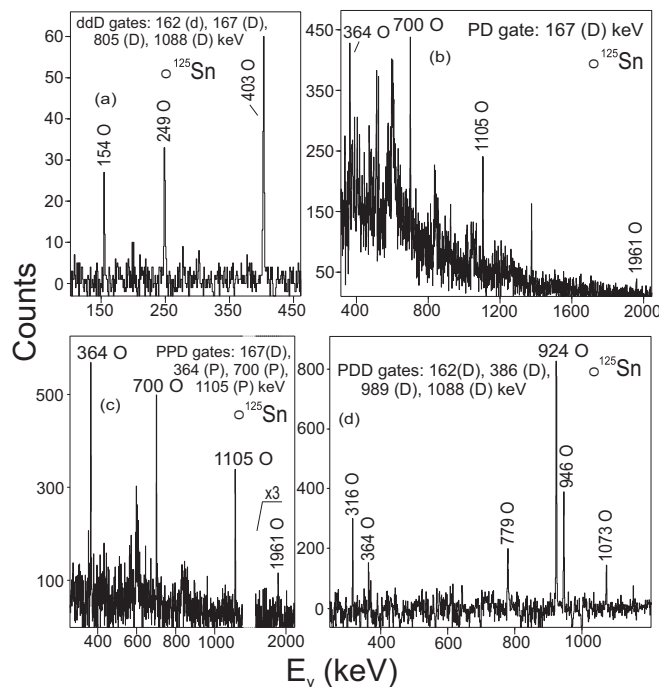 ddD gates: 162 (d), 167 (D),
805 (D), 1088 (D) keV
O ¹²⁵Sn
(a)
154 O
249 O
403 O
60
50
40
30
20
10
0
150
250
350
450
PD gate: 167 (D) keV
O ¹²⁵Sn
(b)
364 O
700 O
1105 O
1961 O
450
350
250
150
50
400
800
1200
1600
2000
Counts
PPD gates: 167(D),
364 (P), 700 (P),
1105 (P) keV
O ¹²⁵Sn
(c)
364 O
700 O
1105 O
x3
1961 O
500
300
100
400
600
800
1000
2000
PDD gates: 162(D), 386 (D),
989 (D), 1088 (D) keV
O ¹²⁵Sn
(d)
316 O
364 O
779 O
924 O
946 O
1073 O
800
600
400
200
0
400
600
800
1000
Eγ (keV)